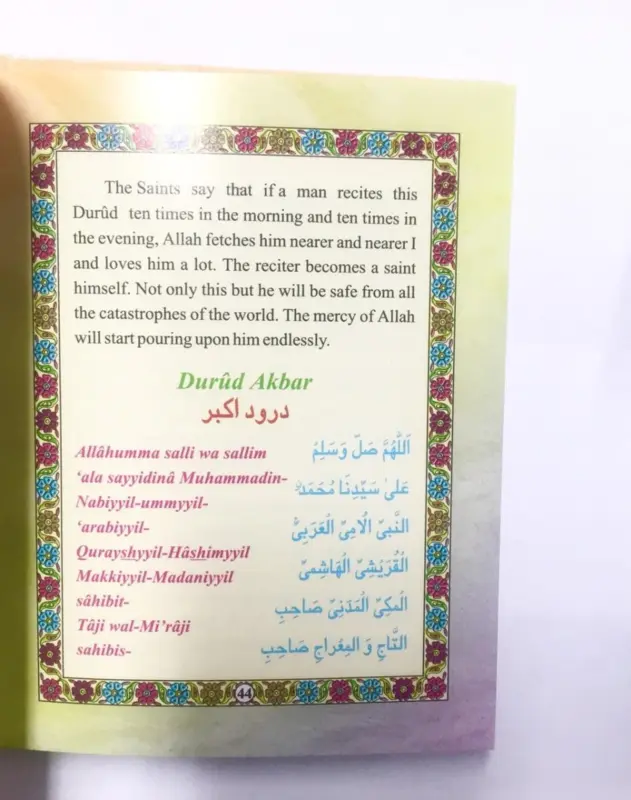 The Saints say that if a man recites this
Durûd ten times in the morning and ten times in
the evening, Allah fetches him nearer and nearer I
and loves him a lot. The reciter becomes a saint
himself. Not only this but he will be safe from all
the catastrophes of the world. The mercy of Allah
will start pouring upon him endlessly.
Durûd Akbar
درود اکبر
Allâhumma salli wa sallim
‘ala sayyidinâ Muhammadin-
Nabiyyil-ummyyil-
‘arabiyyil-
Qurayshyyil-Hâshimyyil
Makkiyyil-Madaniyyil
sâhibit-
Tâji wal-Mi’râji
sahibis-
اَللّٰهُمَّ صَلِّ وَسَلِّمْ
عَلٰى سَيِّدِنَا مُحَمَّدِ
النَّبِىِّ الْاُمِىِّ الْعَرَبِىِّ
الْقُرَيْشِىِّ الْهَاشِمِىِّ
الْمَكِىِّ الْمَدَنِىِّ صَاحِبِ
التَّاجِ وَ الْمِعْرَاجِ صَاحِبِ
44